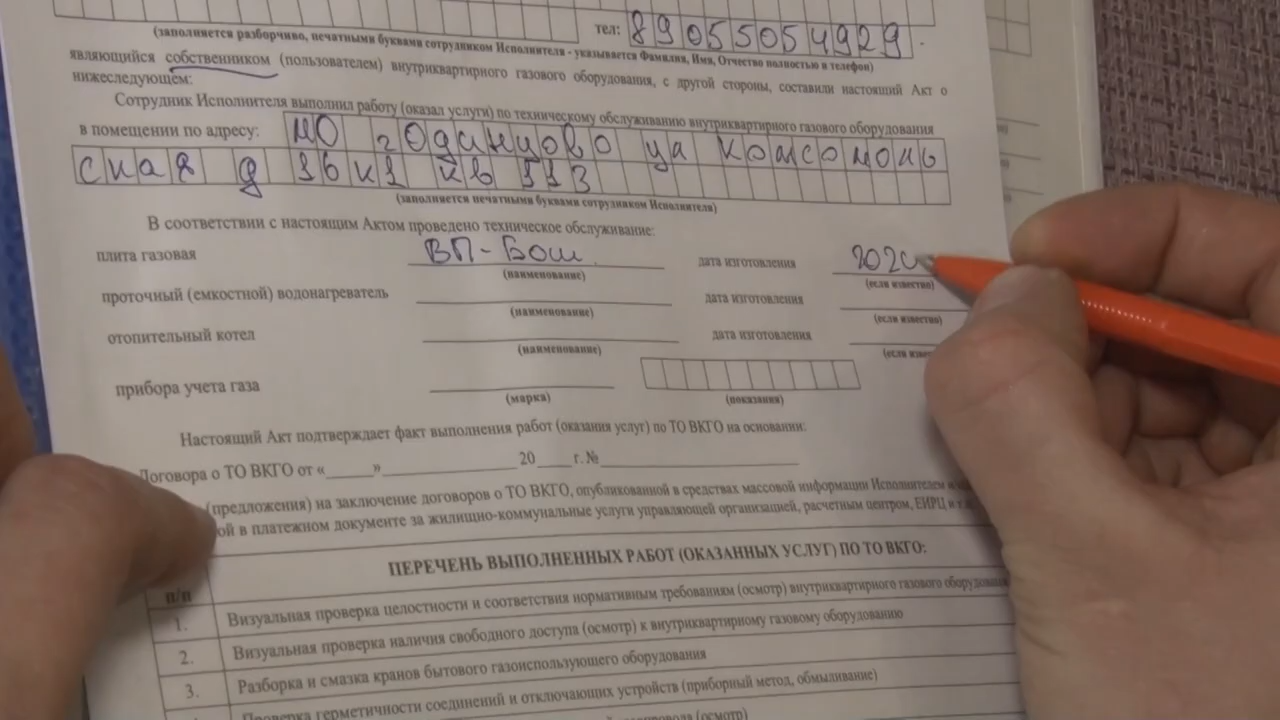 тел: 89055054929
(заполняется разборчиво, печатными буквами сотрудником Исполнителя - указывается Фамилия, Имя, Отчество полностью и телефон)
являющийся собственником (пользователем) внутриквартирного газового оборудования, с другой стороны, составили настоящий Акт о
нижеследующем:
Сотрудник Исполнителя выполнил работу (оказал услуги) по техническому обслуживанию внутриквартирного газового оборудования
в помещении по адресу: МО г Одинцово ул Комсомоль
ская д 16 к1 кв 113
(заполняется печатными буквами сотрудником Исполнителя)
В соответствии с настоящим Актом проведено техническое обслуживание:
плита газовая ВП-Бош дата изготовления 2020
(наименование) (если известно)
проточный (емкостной) водонагреватель дата изготовления
(наименование) (если известно)
отопительный котел дата изготовления
(наименование) (если
прибора учета газа
(марка) (показания)
Настоящий Акт подтверждает факт выполнения работ (оказания услуг) по ТО ВКГО на основании:
Договора о ТО ВКГО от «_____»____________20____г. №____________________
(предложения) на заключение договоров о ТО ВКГО, опубликованной в средствах массовой информации Исполнителем и
ой в платежном документе за жилищно-коммунальные услуги управляющей организацией, расчетным центром, ЕИРЦ и
ПЕРЕЧЕНЬ ВЫПОЛНЕННЫХ РАБОТ (ОКАЗАННЫХ УСЛУГ) ПО ТО ВКГО:
п/п
1. Визуальная проверка целостности и соответствия нормативным требованиям (осмотр) внутриквартирного газового оборудования
2. Визуальная проверка наличия свободного доступа (осмотр) к внутриквартирному газовому оборудованию
3. Разборка и смазка кранов бытового газоиспользующего оборудования
Проверка герметичности соединений и отключающих устройств (приборный метод, обмыливание)
(осмотр)